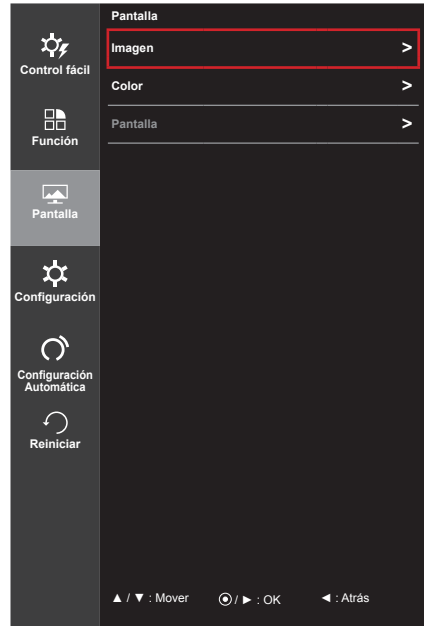 Control fácil
Función
Pantalla
Configuración
Configuración
Automática
Reiniciar
Pantalla
Imagen >
Color >
Pantalla >
▲ / ▼ : Mover ⦿ / ► : OK ◄ : Atrás